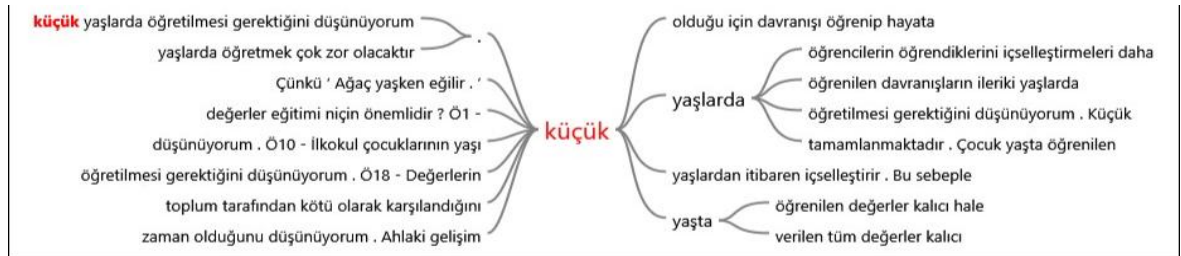 küçük yaşlarda öğretilmesi gerektiğini düşünüyorum
yaşlarda öğretmek çok zor olacaktır
.
Çünkü ‘ Ağaç yaşken eğilir . ‘
değerler eğitimi niçin önemlidir ? Ö1 -
düşünüyorum . Ö10 - İlkokul çocuklarının yaşı
öğretilmesi gerektiğini düşünüyorum . Ö18 - Değerlerin
toplum tarafından kötü olarak karşılandığını
zaman olduğunu düşünüyorum . Ahlaki gelişim
küçük
olduğu için davranışı öğrenip hayata
yaşlarda
öğrencilerin öğrendiklerini içselleştirmeleri daha
öğrenilen davranışların ileriki yaşlarda
öğretilmesi gerektiğini düşünüyorum . Küçük
tamamlanmaktadır . Çocuk yaşta öğrenilen
yaşlardan itibaren içselleştirir . Bu sebeple
yaşta
öğrenilen değerler kalıcı hale
verilen tüm değerler kalıcı